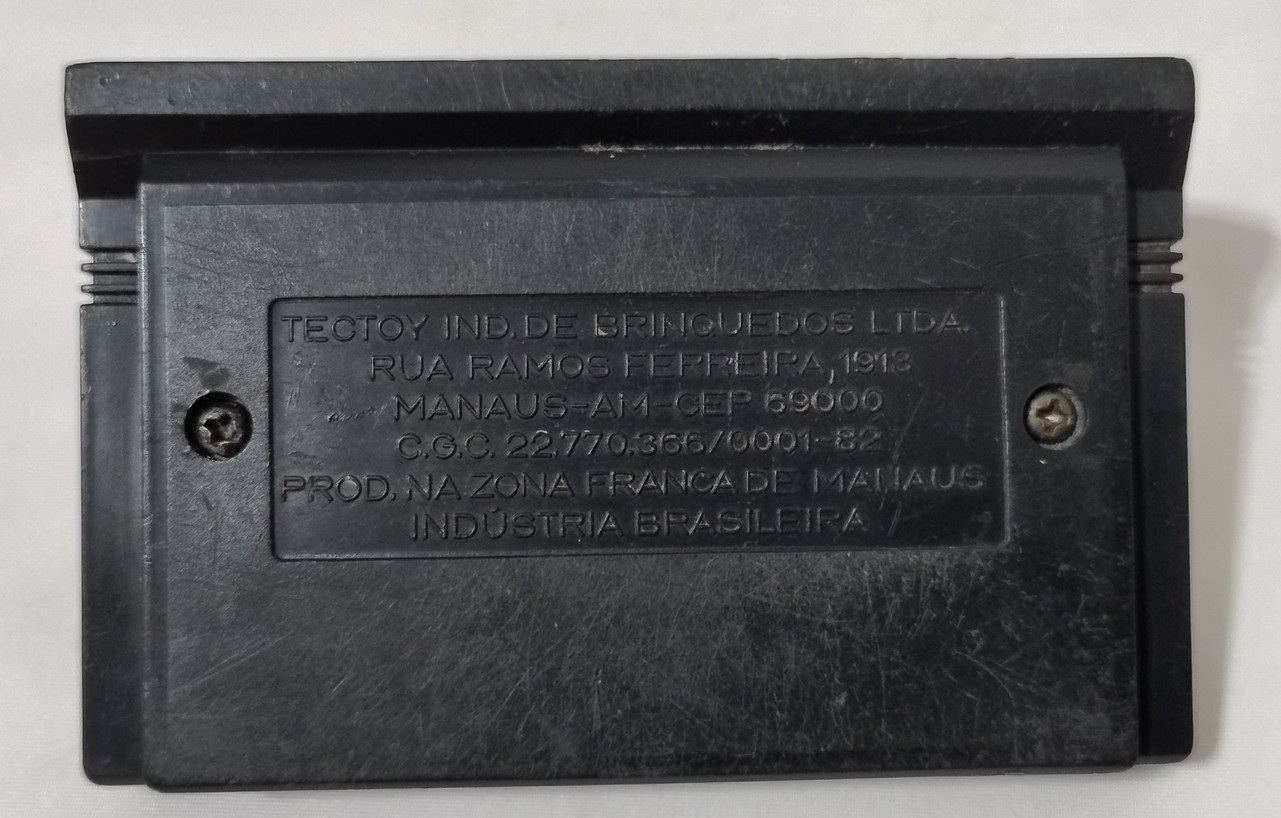 TECTOY IND. DE BRINQUEDOS LTDA.
RUA RAMOS FERREIRA, 1913
MANAUS-AM-CEP 69000
C.G.C. 22.770.366/0001-82
PROD. NA ZONA FRANCA DE MANAUS
INDÚSTRIA BRASILEIRA